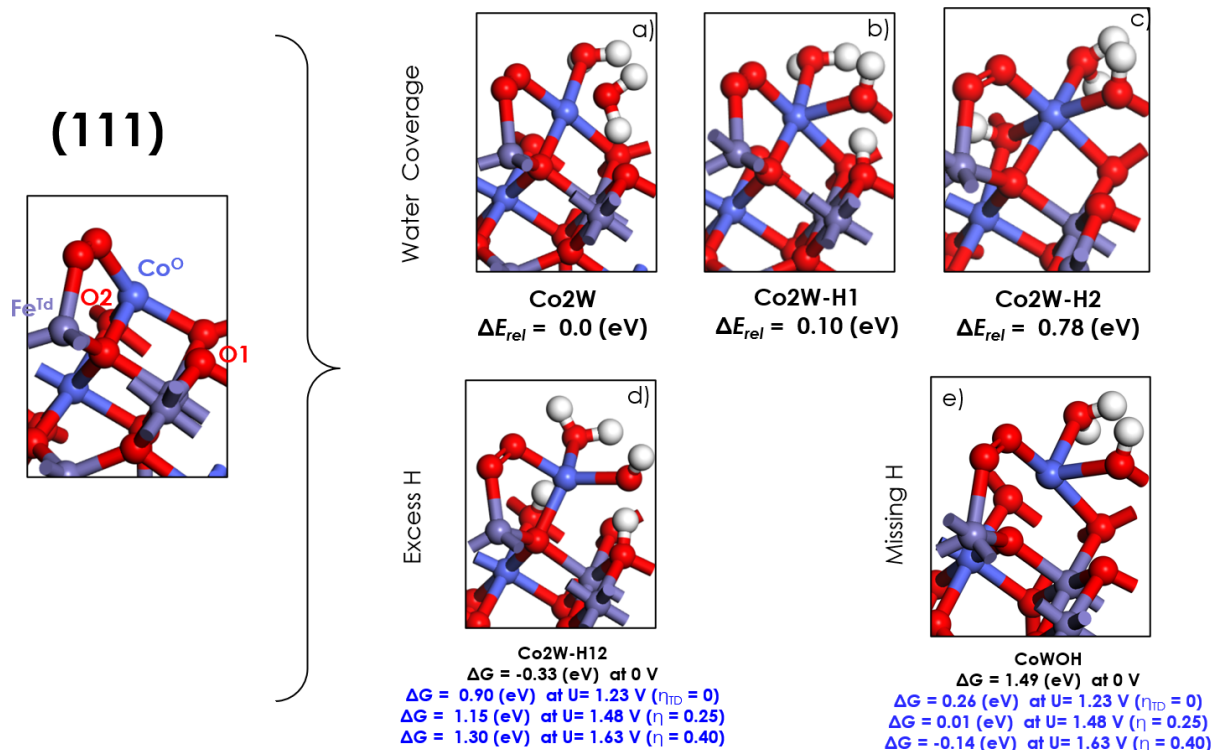 (111)
Co^O
Fe^Td
O2
O1
Water Coverage
a)
b)
c)
Co2W
ΔE_rel = 0.0 (eV)
Co2W-H1
ΔE_rel = 0.10 (eV)
Co2W-H2
ΔE_rel = 0.78 (eV)
Excess H
d)
Co2W-H12
ΔG = -0.33 (eV) at 0 V
ΔG = 0.90 (eV) at U= 1.23 V (η_TD = 0)
ΔG = 1.15 (eV) at U= 1.48 V (η = 0.25)
ΔG = 1.30 (eV) at U= 1.63 V (η = 0.40)
Missing H
e)
CoWOH
ΔG = 1.49 (eV) at 0 V
ΔG = 0.26 (eV) at U= 1.23 V (η_TD = 0)
ΔG = 0.01 (eV) at U= 1.48 V (η = 0.25)
ΔG = -0.14 (eV) at U= 1.63 V (η = 0.40)